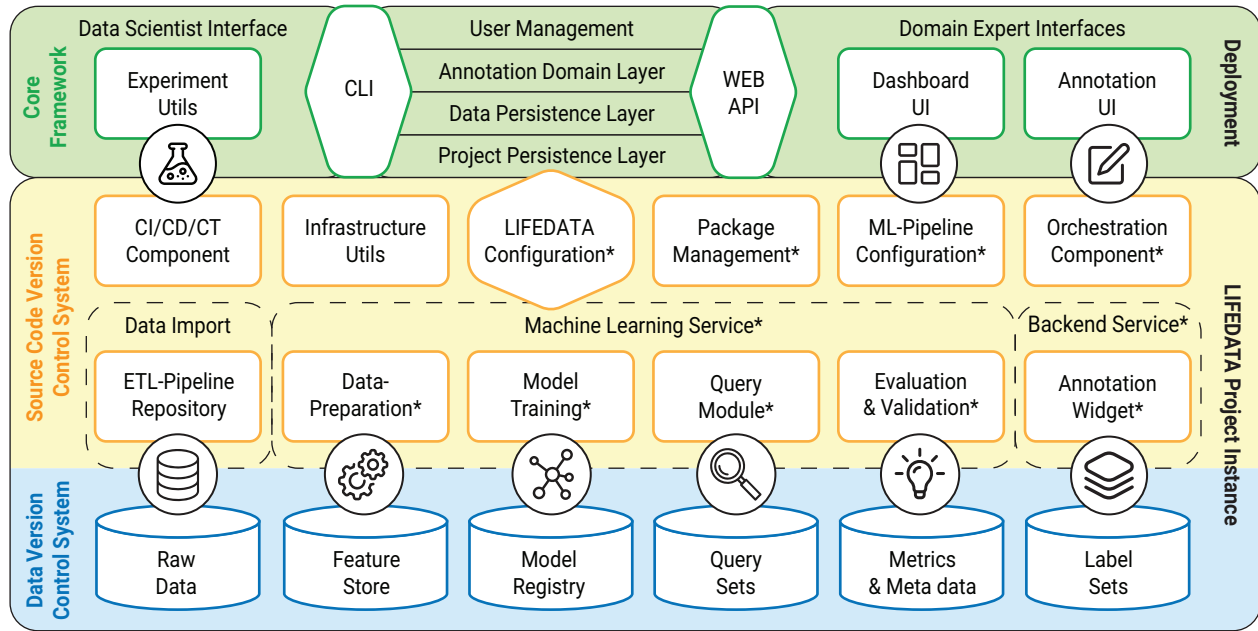 Data Scientist Interface
User Management
Domain Expert Interfaces
Core
Framework
Experiment
Utils
CLI
Annotation Domain Layer
Data Persistence Layer
Project Persistence Layer
WEB
API
Dashboard
UI
Annotation
UI
Deployment
Source Code Version
Control System
CI/CD/CT
Component
Infrastructure
Utils
LIFEDATA
Configuration*
Package
Management*
ML-Pipeline
Configuration*
Orchestration
Component*
LIFEDATA Project Instance
Data Import
Machine Learning Service*
Backend Service*
ETL-Pipeline
Repository
Data-
Preparation*
Model
Training*
Query
Module*
Evaluation
& Validation*
Annotation
Widget*
Data Version
Control System
Raw
Data
Feature
Store
Model
Registry
Query
Sets
Metrics
& Meta data
Label
Sets